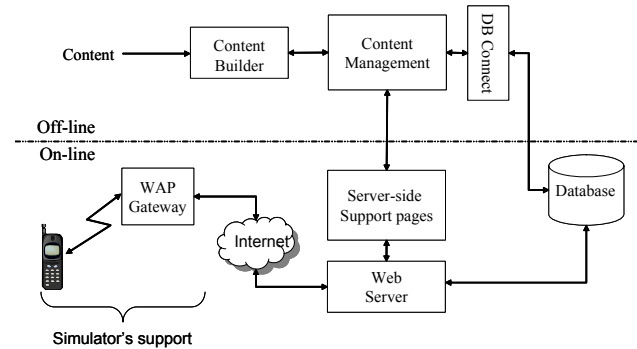 Content
Content
Builder
Content
Management
DB Connect
Off-line
On-line
WAP
Gateway
Internet
Server-side
Support pages
Database
Web
Server
Simulator's support